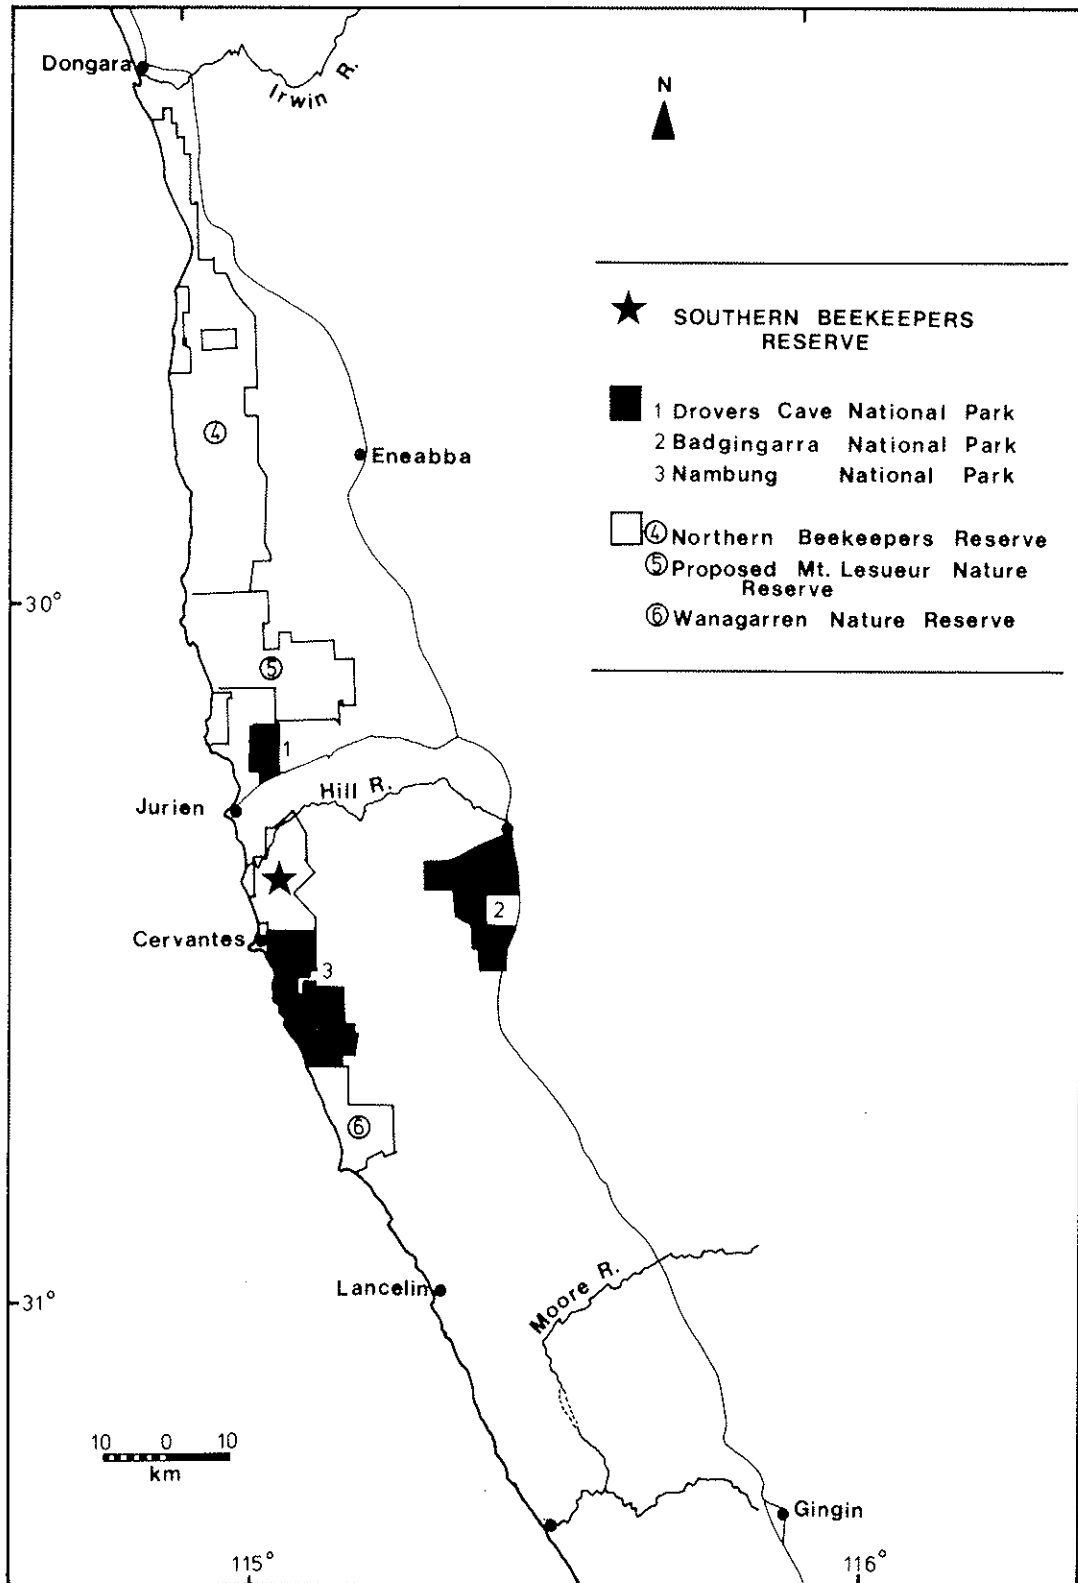 Dongara
Irwin R.
N
SOUTHERN BEEKEEPERS
RESERVE
1 Drovers Cave National Park
2 Badgingarra National Park
3 Nambung National Park
④ Northern Beekeepers Reserve
⑤ Proposed Mt. Lesueur Nature
Reserve
⑥ Wanagarren Nature Reserve
④
Eneabba
30°
⑤
1
Hill R.
Jurien
2
Cervantes
3
⑥
Lancelin
Moore R.
31°
10 0 10
km
Gingin
115°
116°